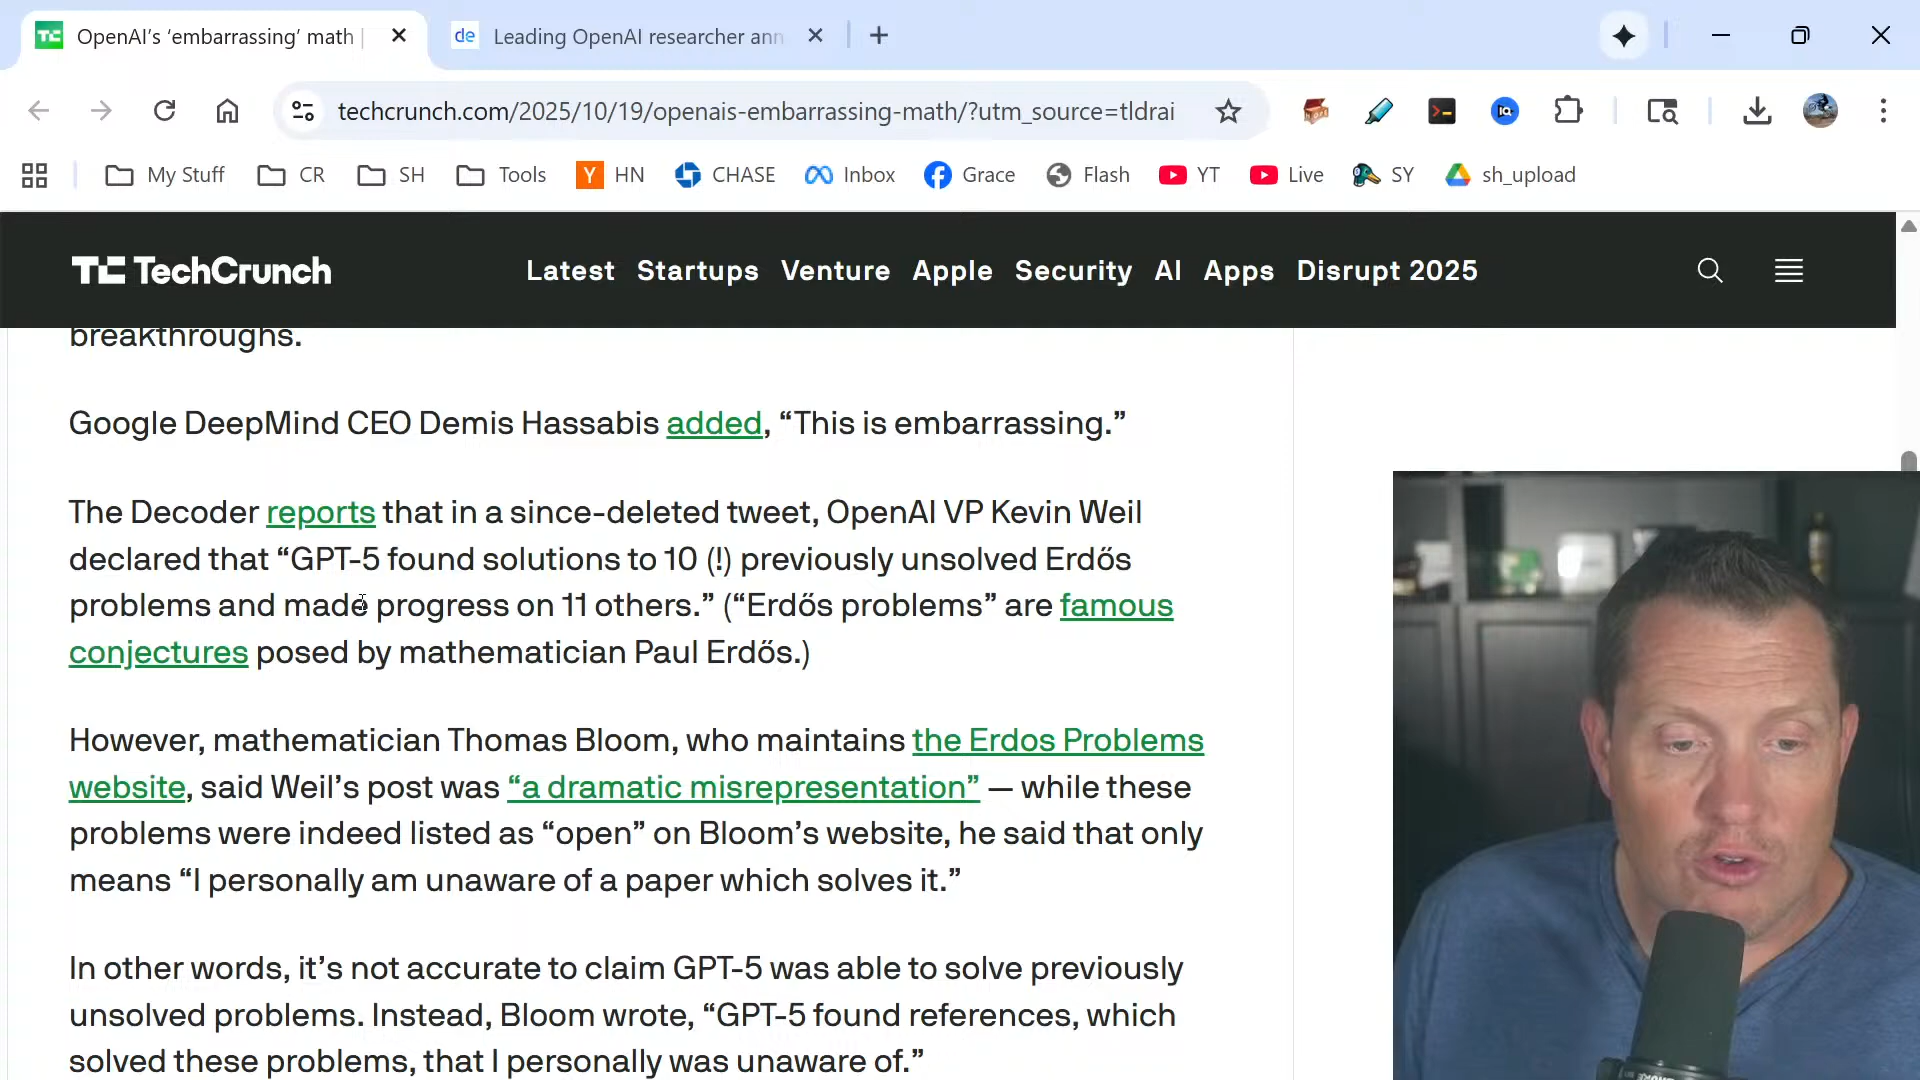 OpenAI's 'embarrassing' math
Leading OpenAI researcher ann
techcrunch.com/2025/10/19/openais-embarrassing-math/?utm_source=tldrai
My Stuff CR SH Tools HN CHASE Inbox Grace Flash YT Live SY sh_upload
TechCrunch Latest Startups Venture Apple Security AI Apps Disrupt 2025
breakthroughs.
Google DeepMind CEO Demis Hassabis added, “This is embarrassing.”
The Decoder reports that in a since-deleted tweet, OpenAI VP Kevin Weil
declared that “GPT-5 found solutions to 10 (!) previously unsolved Erdős
problems and made progress on 11 others.” (“Erdős problems” are famous
conjectures posed by mathematician Paul Erdős.)
However, mathematician Thomas Bloom, who maintains the Erdos Problems
website, said Weil’s post was “a dramatic misrepresentation” — while these
problems were indeed listed as “open” on Bloom’s website, he said that only
means “I personally am unaware of a paper which solves it.”
In other words, it’s not accurate to claim GPT-5 was able to solve previously
unsolved problems. Instead, Bloom wrote, “GPT-5 found references, which
solved these problems, that I personally was unaware of.”